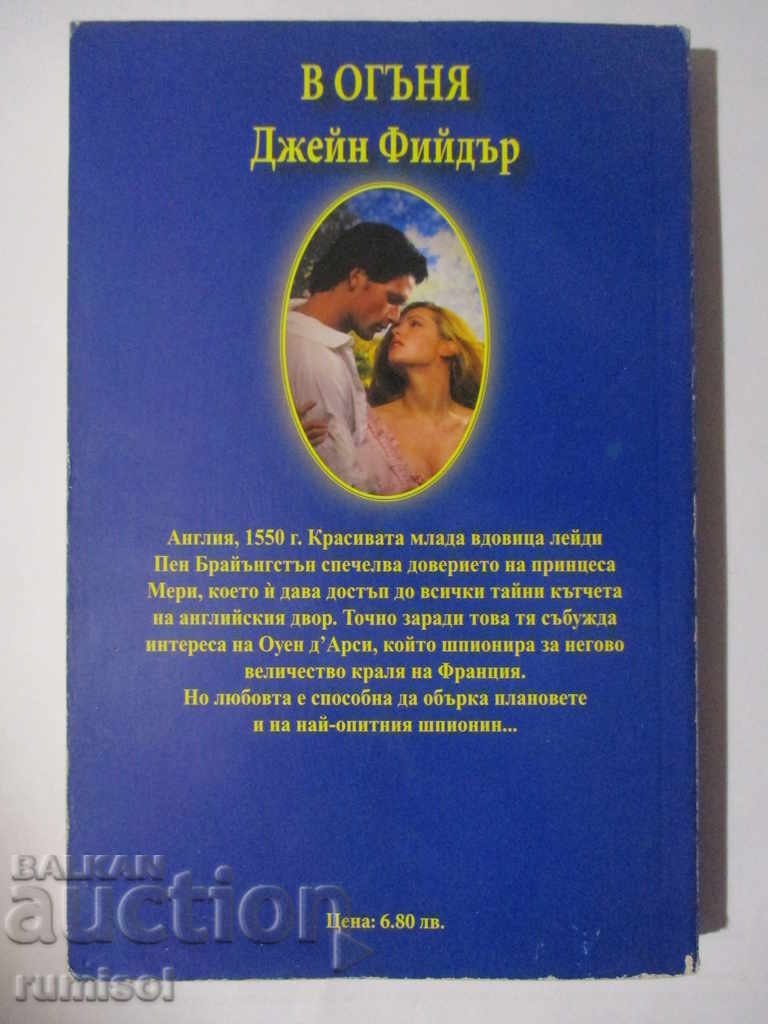 В ОГЪНЯ
Джейн Фийдър
Англия, 1550 г. Красивата млада вдовица лейди
Пен Брайънгстън спечелва доверието на принцеса
Мери, което ѝ дава достъп до всички тайни кътчета
на английския двор. Точно заради това тя събужда
интереса на Оуен д’Арси, който шпионира за негово
величество краля на Франция.
Но любовта е способна да обърка плановете
и на най-опитния шпионин...
Цена: 6.80 лв.
BALKAN
auction
rumisol